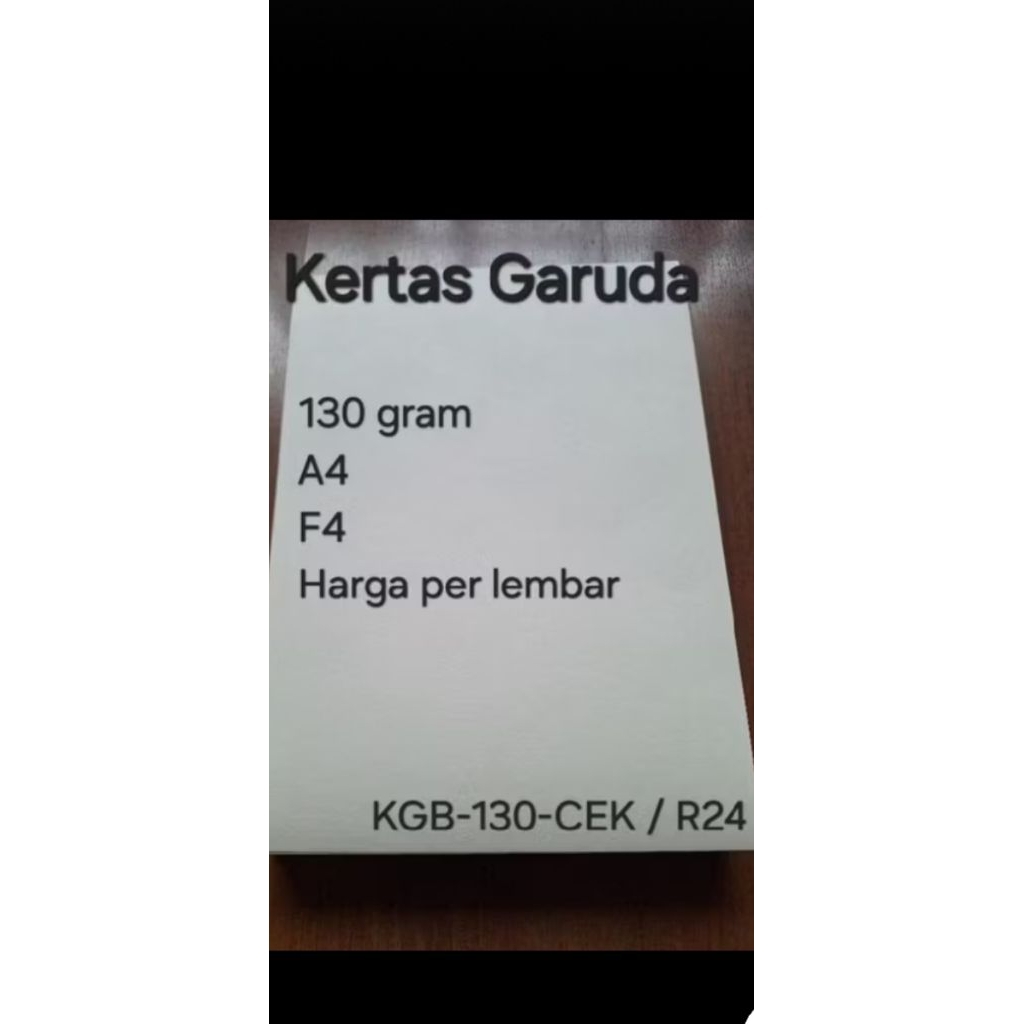 Kertas Garuda
130 gram
A4
F4
Harga per lembar
KGB-130-CEK / R24